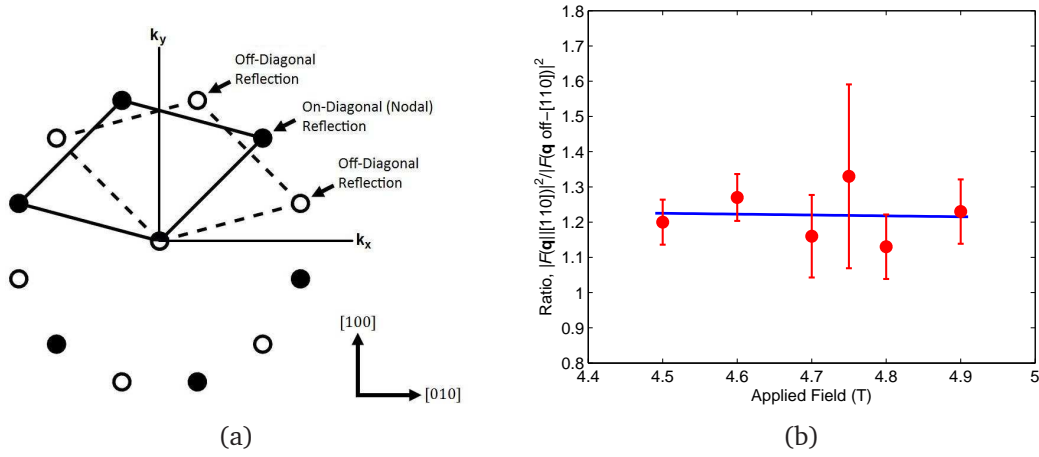 k_y
Off-Diagonal
Reflection
On-Diagonal (Nodal)
Reflection
Off-Diagonal
Reflection
k_x
[100]
[010]
(a)
Ratio, |F(q||[110])|²/|F(q off-[110])|²
1.8
1.7
1.6
1.5
1.4
1.3
1.2
1.1
1
0.9
0.8
4.4 4.5 4.6 4.7 4.8 4.9 5
Applied Field (T)
(b)